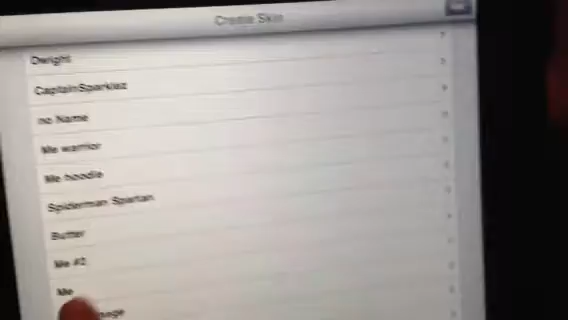 Create Skin
Dwight
CaptainSparklez
no Name
Me warrior
Me hoodie
Spiderman Spartan
Butter
Me #2
Me